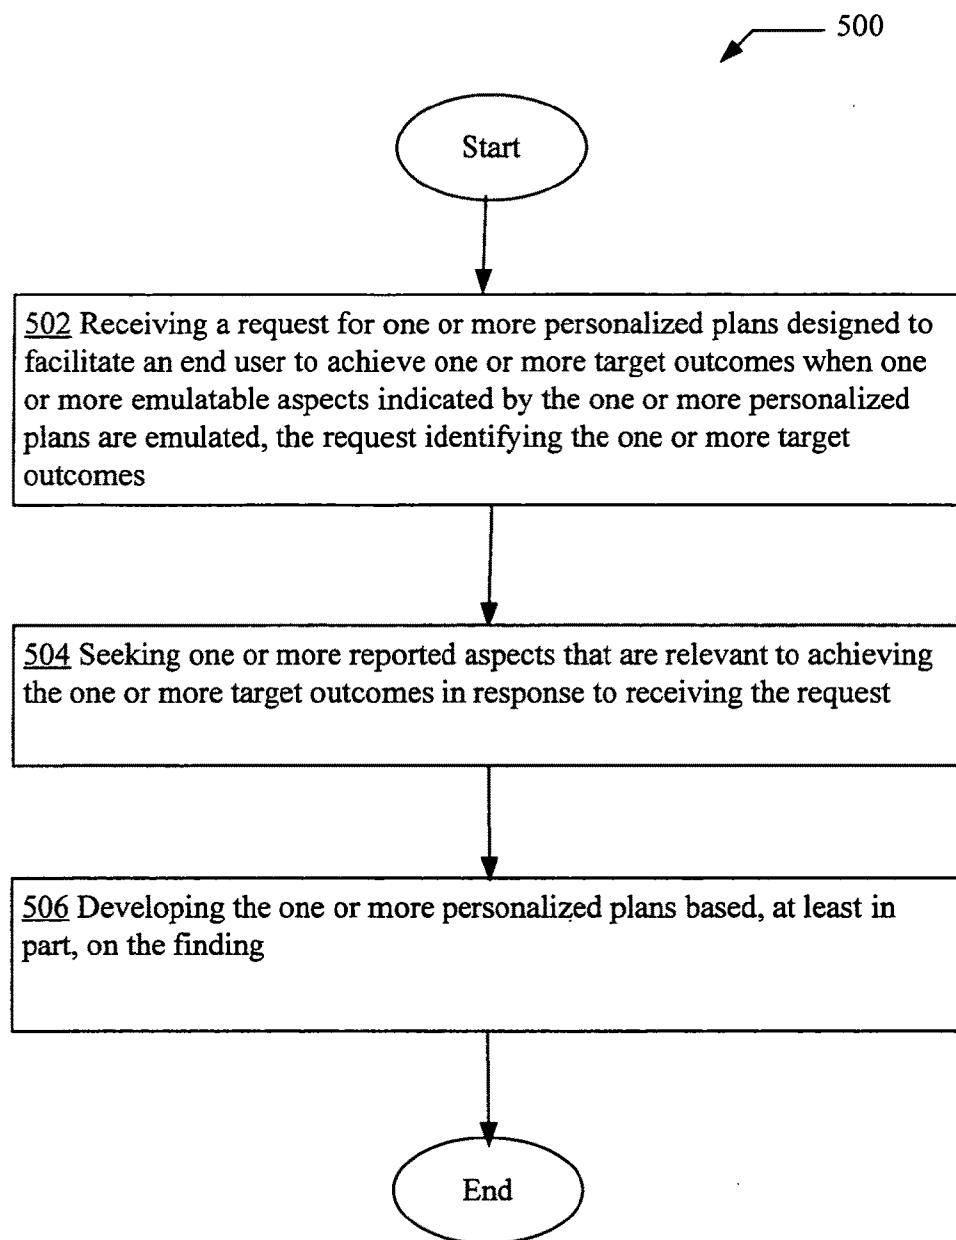 500
Start
502 Receiving a request for one or more personalized plans designed to
facilitate an end user to achieve one or more target outcomes when one
or more emulatable aspects indicated by the one or more personalized
plans are emulated, the request identifying the one or more target
outcomes
504 Seeking one or more reported aspects that are relevant to achieving
the one or more target outcomes in response to receiving the request
506 Developing the one or more personalized plans based, at least in
part, on the finding
End